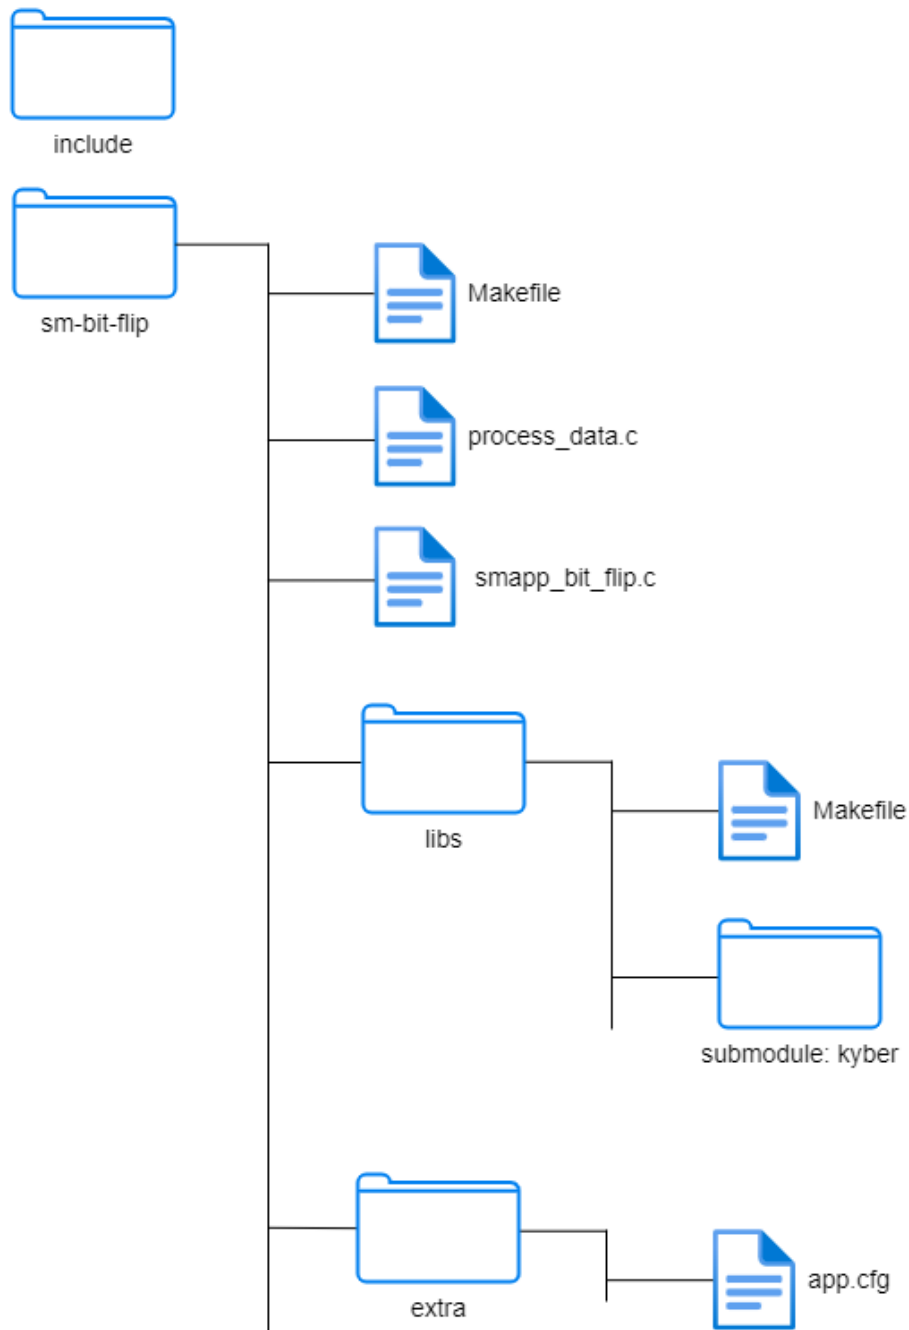 include
sm-bit-flip
Makefile
process_data.c
smapp_bit_flip.c
libs
Makefile
submodule: kyber
extra
app.cfg